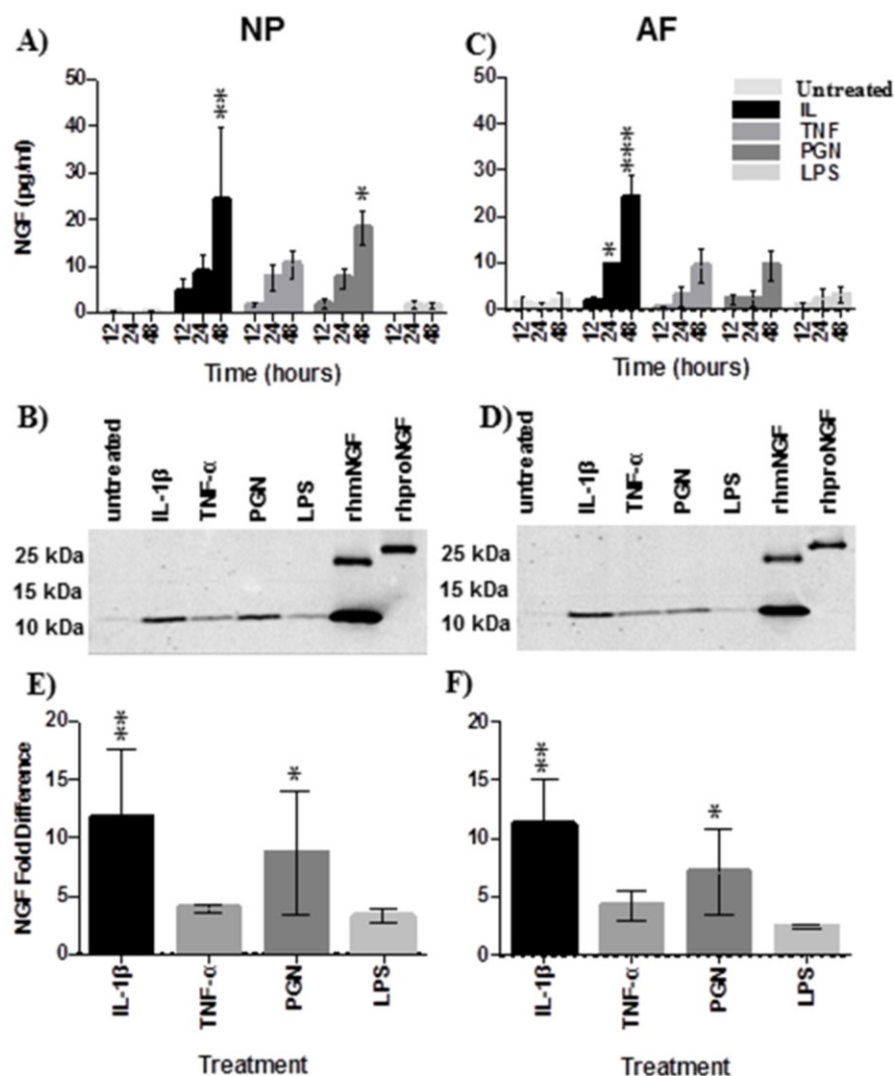 A)
NP
NGF (pg/ml)
50
40
30
20
10
0
**
*
12
24
48
12
24
48
12
24
48
12
24
48
12
24
48
Time (hours)
C)
AF
50
40
30
20
10
0
*
***
Untreated
IL
TNF
PGN
LPS
12
24
48
12
24
48
12
24
48
12
24
48
12
24
48
Time (hours)
B)
untreated
IL-1β
TNF-α
PGN
LPS
rhmNGF
rhproNGF
25 kDa
15 kDa
10 kDa
D)
untreated
IL-1β
TNF-α
PGN
LPS
rhmNGF
rhproNGF
25 kDa
15 kDa
10 kDa
E)
NGF Fold Difference
20
15
10
5
0
**
*
IL-1β
TNF-α
PGN
LPS
Treatment
F)
20
15
10
5
0
**
*
IL-1β
TNF-α
PGN
LPS
Treatment